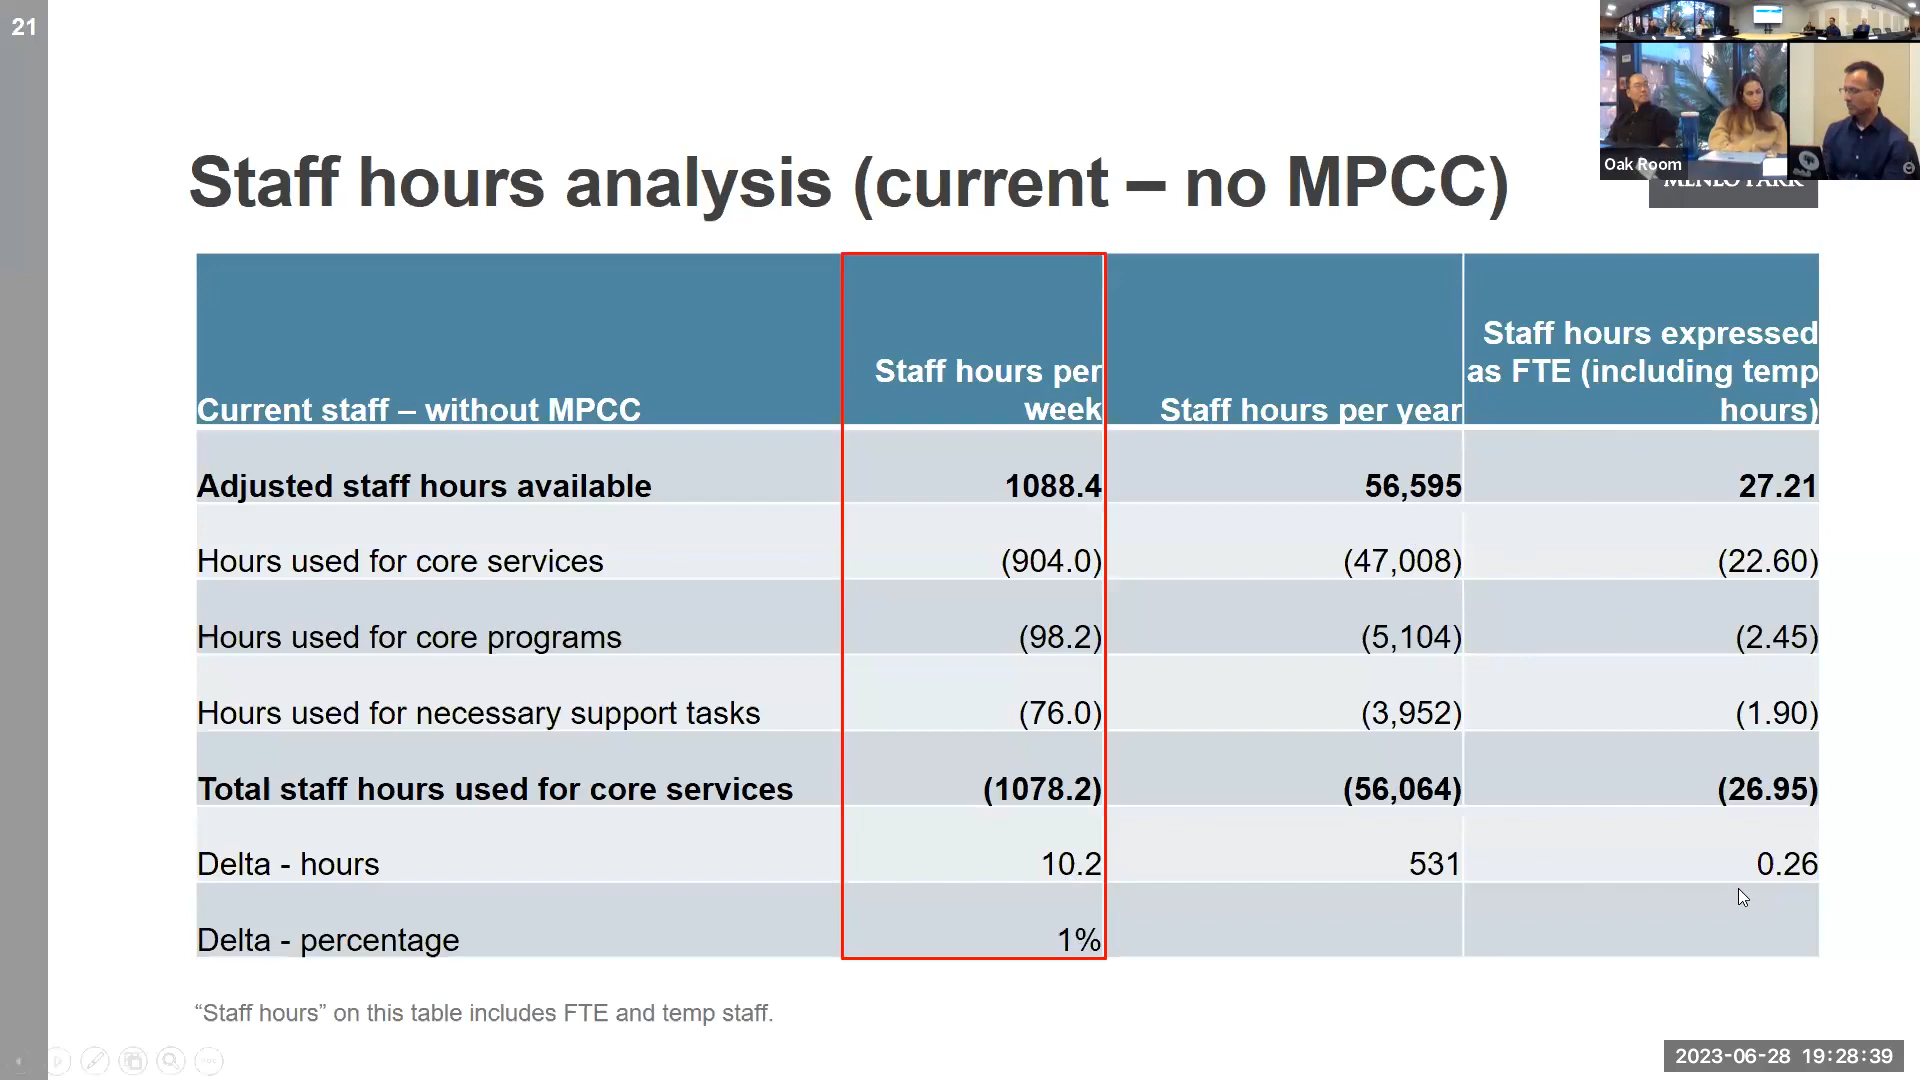 21
Oak Room
MENLO PARK
Staff hours analysis (current – no MPCC)
Current staff – without MPCC
Staff hours per
week
Staff hours per year
Staff hours expressed
as FTE (including temp
hours)
Adjusted staff hours available 1088.4 56,595 27.21
Hours used for core services (904.0) (47,008) (22.60)
Hours used for core programs (98.2) (5,104) (2.45)
Hours used for necessary support tasks (76.0) (3,952) (1.90)
Total staff hours used for core services (1078.2) (56,064) (26.95)
Delta - hours 10.2 531 0.26
Delta - percentage 1%
“Staff hours” on this table includes FTE and temp staff.
2023-06-28 19:28:39